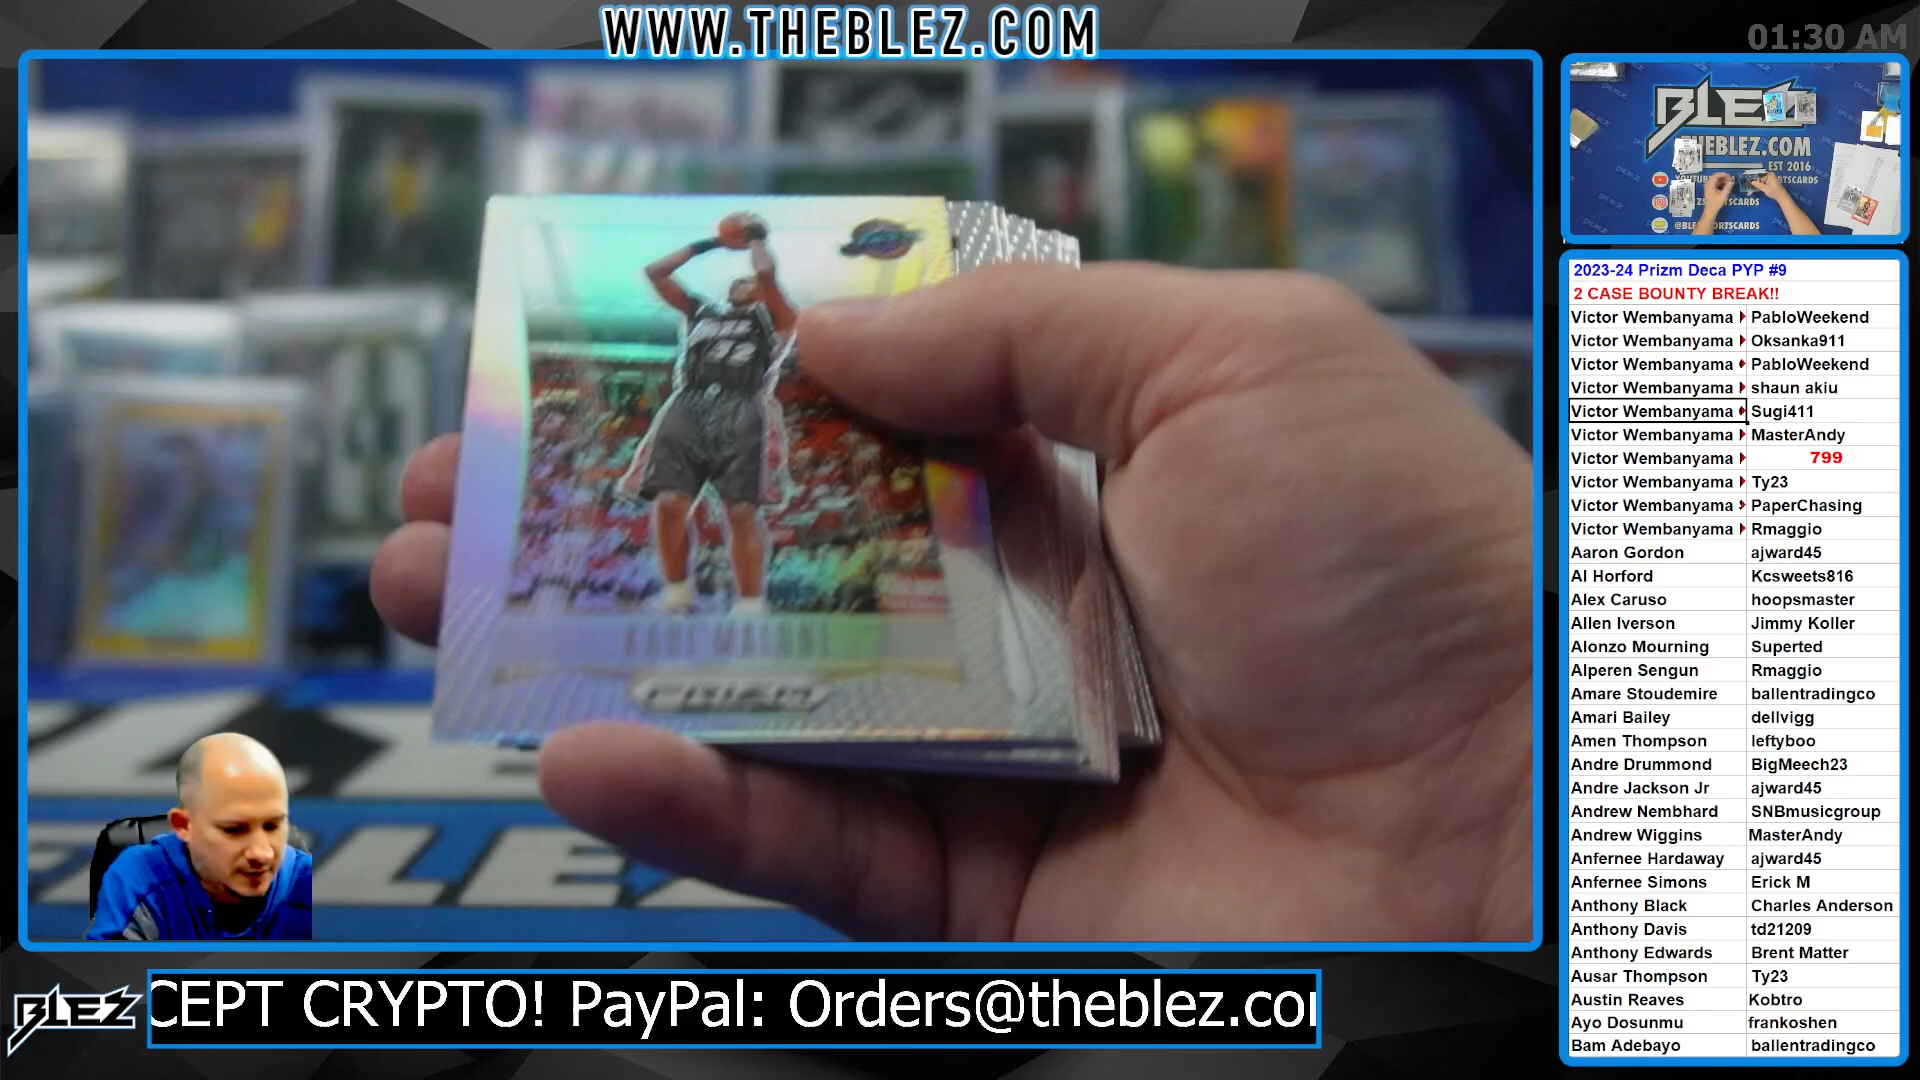 WWW.THEBLEZ.COM
01:30 AM
BLEZ
THEBLEZ.COM
EST 2016
32
KARL MALONE
PRIZM
2023-24 Prizm Deca PYP #9
2 CASE BOUNTY BREAK!!
Victor Wembanyama PabloWeekend
Victor Wembanyama Oksanka911
Victor Wembanyama PabloWeekend
Victor Wembanyama shaun akiu
Victor Wembanyama Sugi411
Victor Wembanyama MasterAndy
Victor Wembanyama 799
Victor Wembanyama Ty23
Victor Wembanyama PaperChasing
Victor Wembanyama Rmaggio
Aaron Gordon ajward45
Al Horford Kcsweets816
Alex Caruso hoopsmaster
Allen Iverson Jimmy Koller
Alonzo Mourning Superted
Alperen Sengun Rmaggio
Amare Stoudemire ballentradingco
Amari Bailey dellvigg
Amen Thompson leftyboo
Andre Drummond BigMeech23
Andre Jackson Jr ajward45
Andrew Nembhard SNBmusicgroup
Andrew Wiggins MasterAndy
Anfernee Hardaway ajward45
Anfernee Simons Erick M
Anthony Black Charles Anderson
Anthony Davis td21209
Anthony Edwards Brent Matter
Ausar Thompson Ty23
Austin Reaves Kobtro
Ayo Dosunmu frankoshen
Bam Adebayo ballentradingco
BLEZ
CEPT CRYPTO! PayPal: Orders@theblez.co